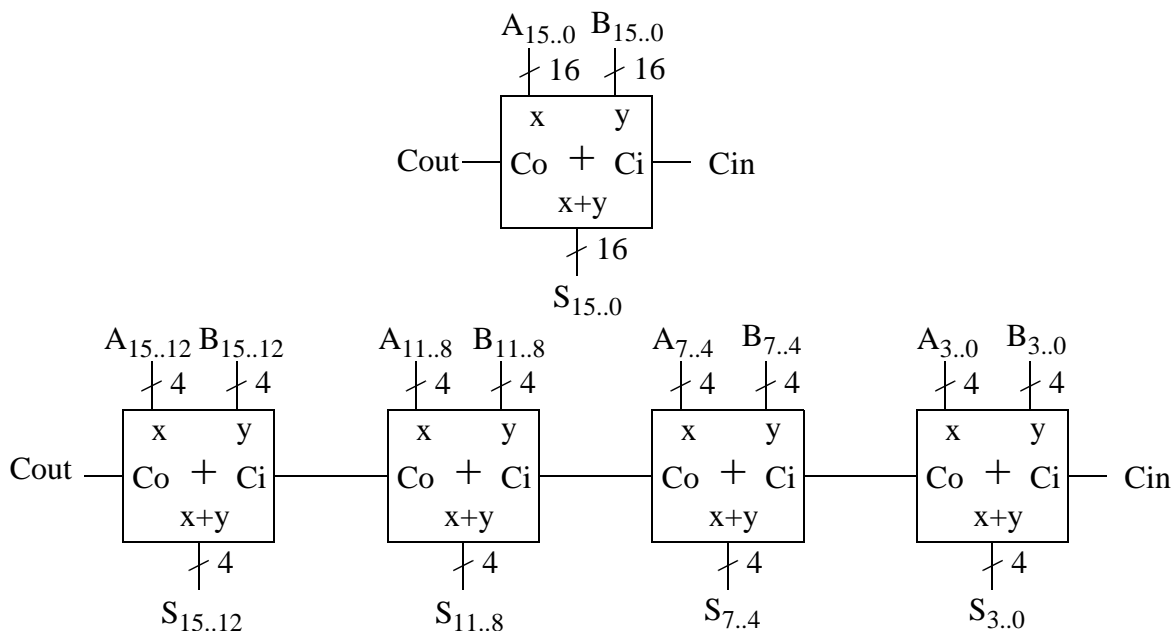 A15..0 B15..0
16 16
x y
Cout Co + Ci Cin
x+y
16
S15..0
A15..12 B15..12 A11..8 B11..8 A7..4 B7..4 A3..0 B3..0
4 4 4 4 4 4 4 4
x y x y x y x y
Cout Co + Ci Co + Ci Co + Ci Co + Ci Cin
x+y x+y x+y x+y
4 4 4 4
S15..12 S11..8 S7..4 S3..0